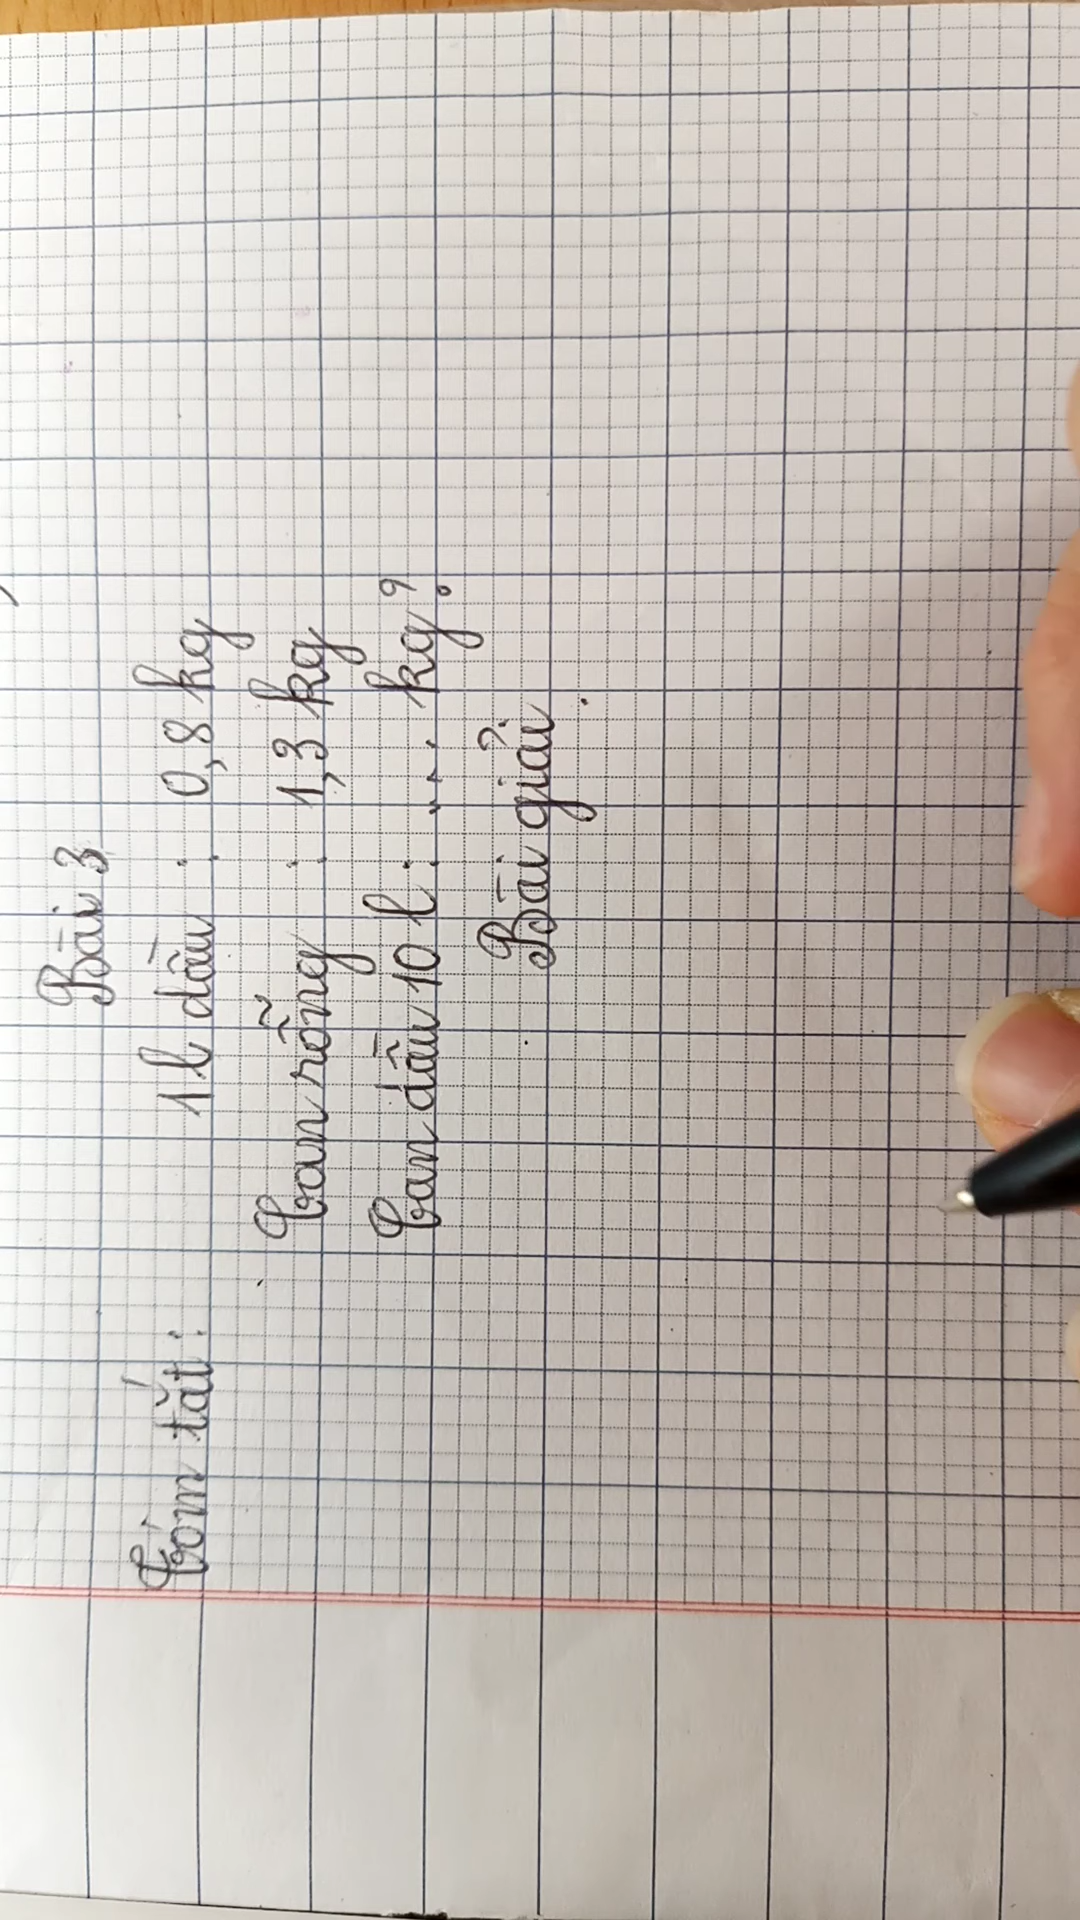 Bài 3
Tóm tắt: 1l dầu : 0,8 kg
Can rỗng : 1,3 kg
Can dầu 10 l : .... kg?
Bài giải